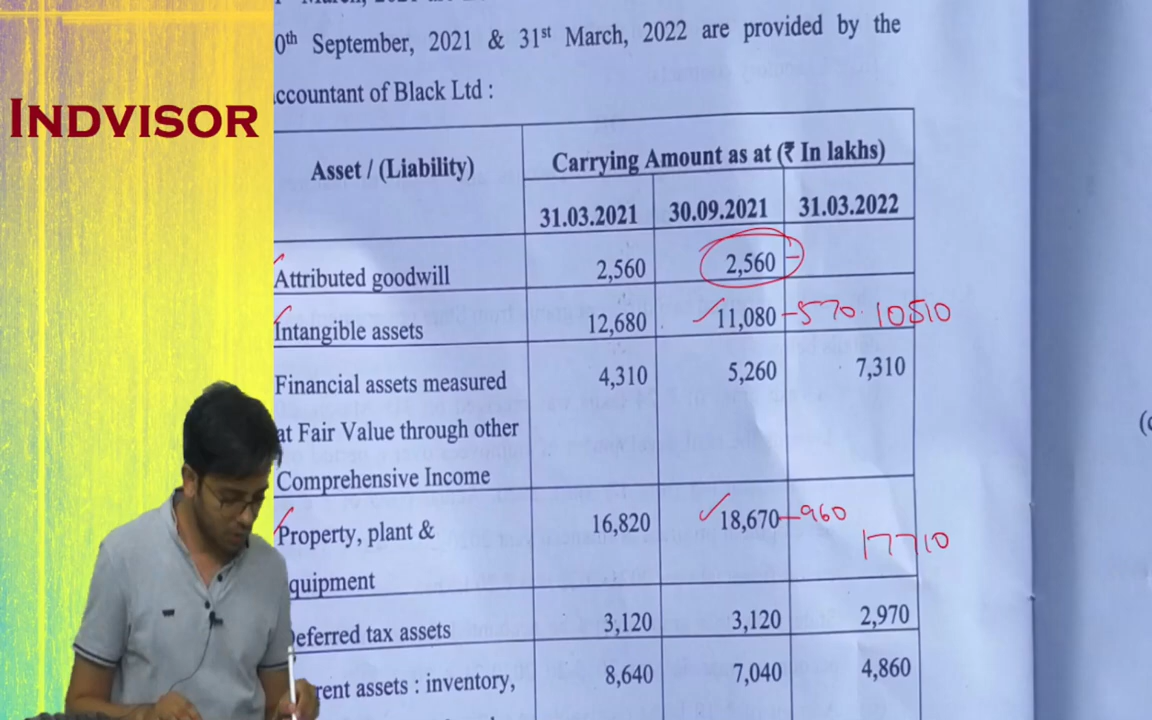 INDVISOR
0th September, 2021 & 31st March, 2022 are provided by the
ccountant of Black Ltd :
Asset / (Liability)
Carrying Amount as at (₹ In lakhs)
31.03.2021 30.09.2021 31.03.2022
Attributed goodwill 2,560 2,560 -
Intangible assets 12,680 11,080 -570 10510
Financial assets measured 4,310 5,260 7,310
at Fair Value through other
Comprehensive Income
Property, plant & 16,820 18,670 -960
17710
quipment
eferred tax assets 3,120 3,120 2,970
rent assets : inventory, 8,640 7,040 4,860